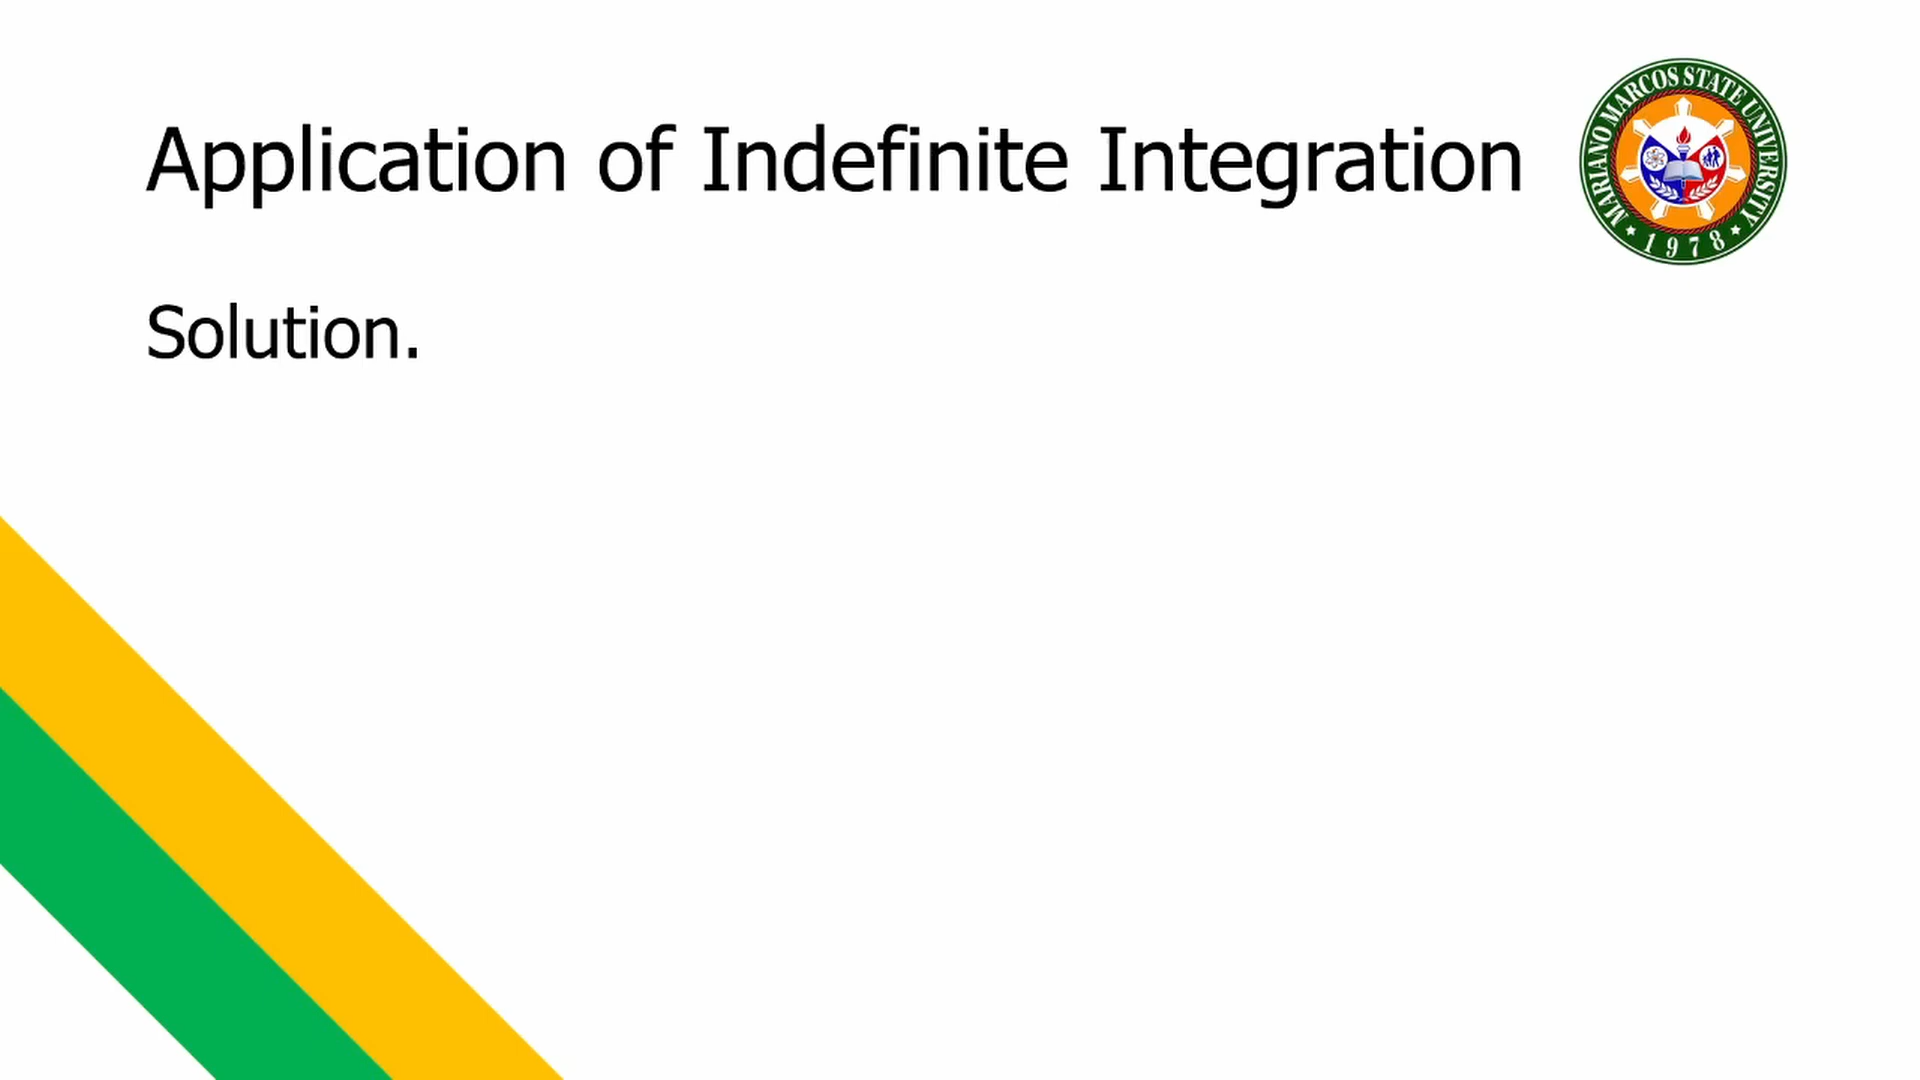 Application of Indefinite Integration
MARIANO MARCOS STATE UNIVERSITY
1978
Solution.